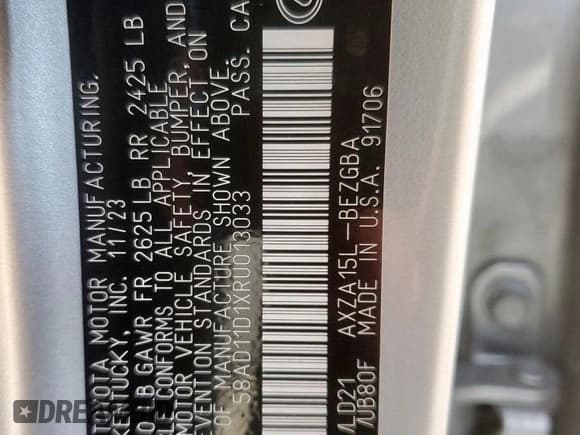 TOYOTA MOTOR MANUFACTURING,
KENTUCKY, INC. 11/23
LB GAWR FR 2625 LB RR 2425 LB
CONFORMS TO ALL APPLICABLE
MOTOR VEHICLE SAFETY, BUMPER, AND
STANDARDS IN EFFECT ON
OF MANUFACTURE SHOWN ABOVE
58AD11D1XRU013033 PASS. CA
AXZA15L-BEZGBA
/UB80F MADE IN U.S.A. 91706